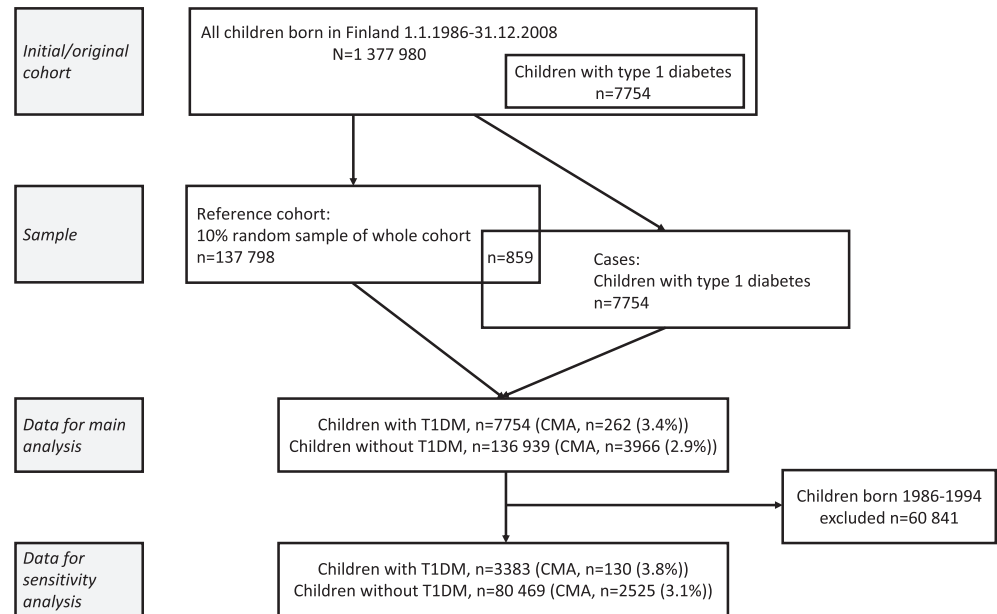 Initial/original
cohort
All children born in Finland 1.1.1986-31.12.2008
N=1 377 980
Children with type 1 diabetes
n=7754
Sample
Reference cohort:
10% random sample of whole cohort
n=137 798
n=859
Cases:
Children with type 1 diabetes
n=7754
Data for main
analysis
Children with T1DM, n=7754 (CMA, n=262 (3.4%))
Children without T1DM, n=136 939 (CMA, n=3966 (2.9%))
Children born 1986-1994
excluded n=60 841
Data for
sensitivity
analysis
Children with T1DM, n=3383 (CMA, n=130 (3.8%))
Children without T1DM, n=80 469 (CMA, n=2525 (3.1%))